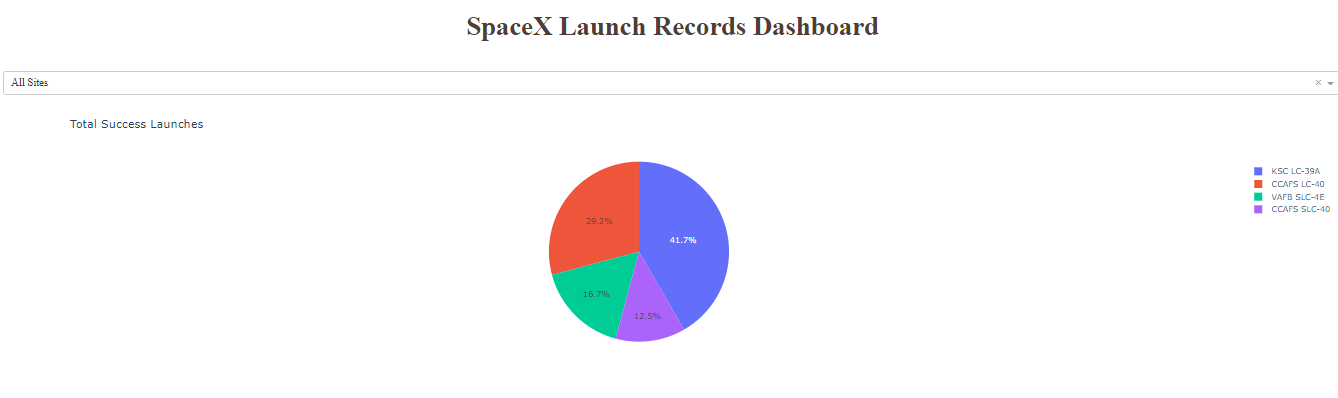 SpaceX Launch Records Dashboard
All Sites
Total Success Launches
KSC LC-39A
CCAFS LC-40
VAFB SLC-4E
CCAFS SLC-40
29.2%
41.7%
16.7%
12.5%